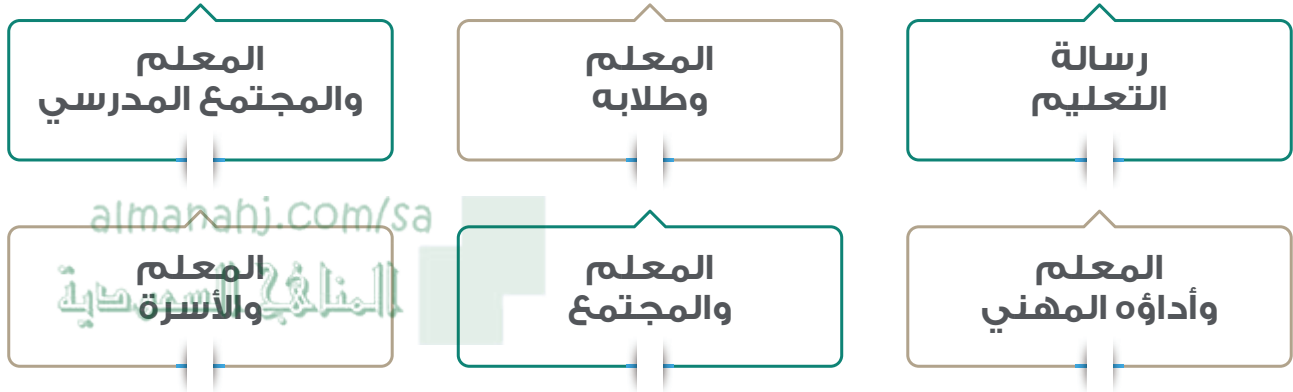 رسالة
التعليم
المعلم
وطلابه
المعلم
والمجتمع المدرسي
المعلم
وأداؤه المهني
المعلم
والمجتمع
المعلم
والأسرة
almanahj.com/sa
المناهج السعودية